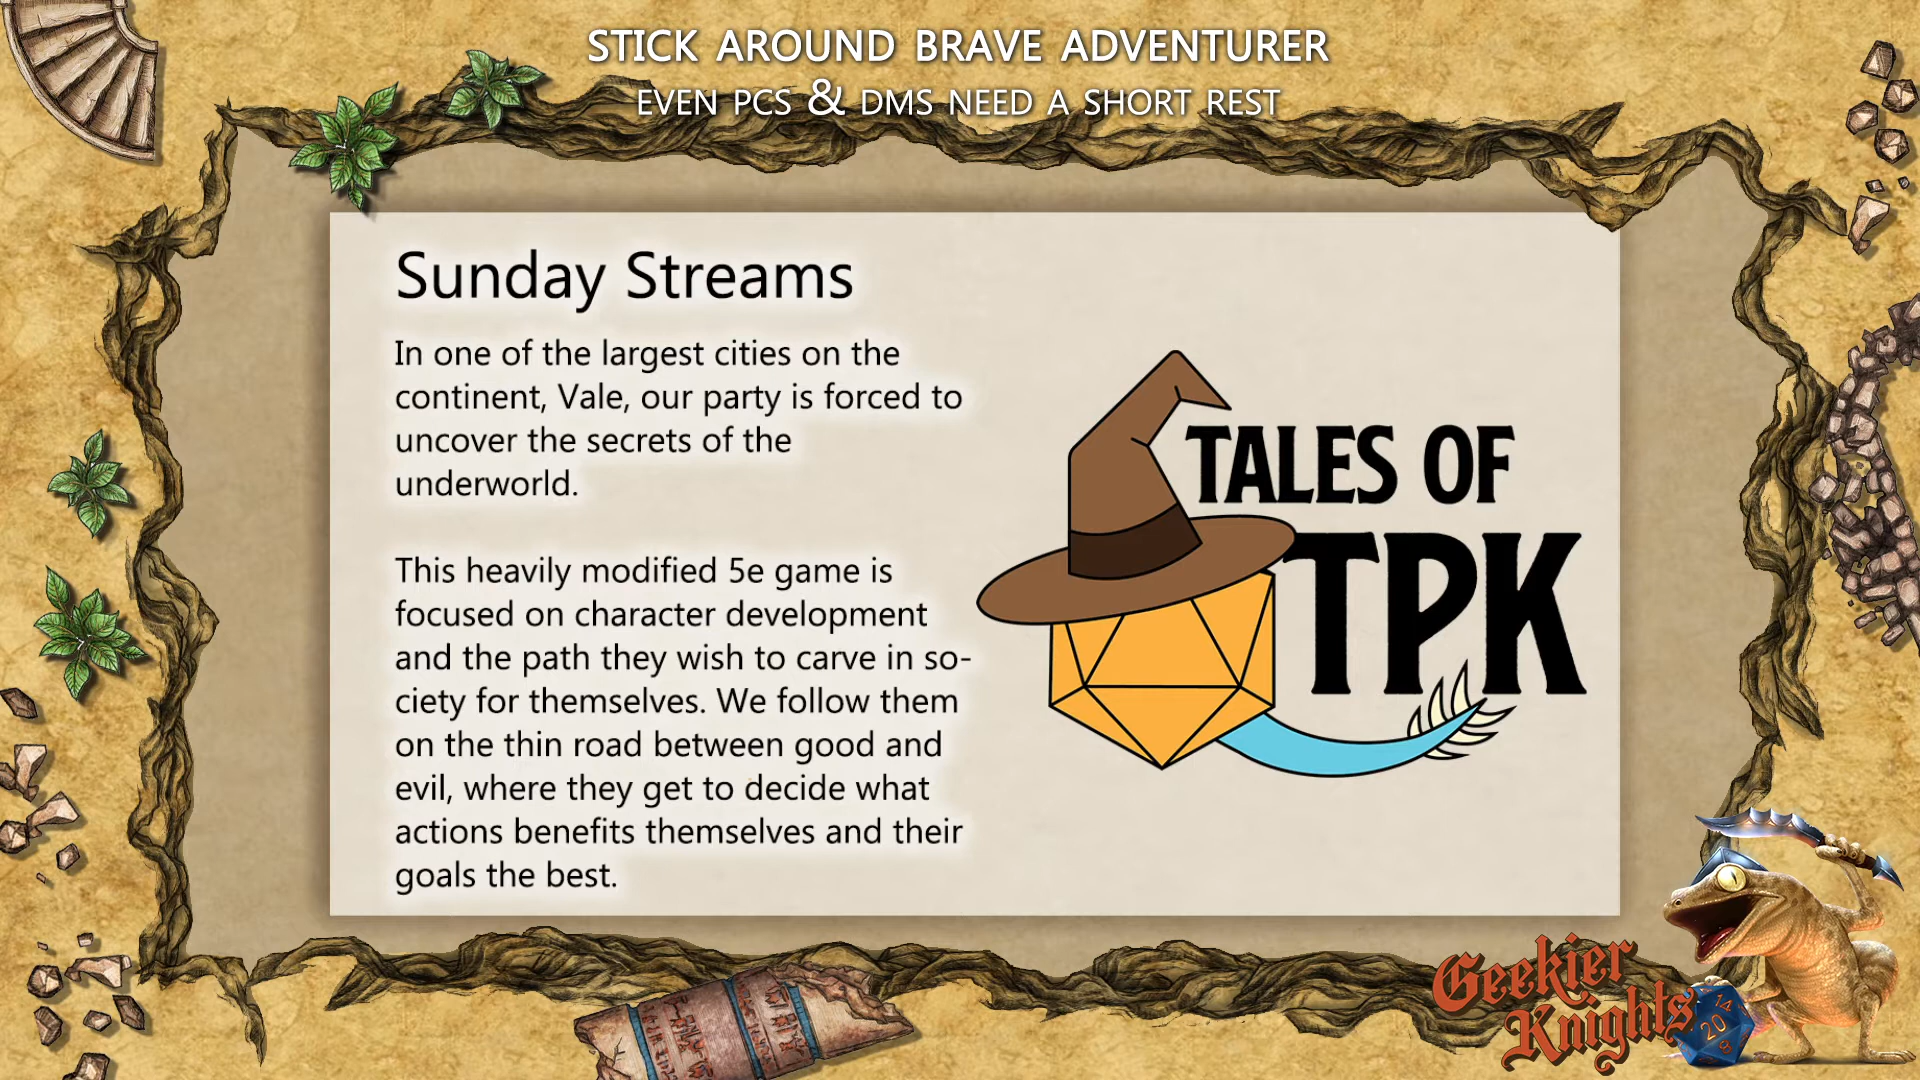 STICK AROUND BRAVE ADVENTURER
EVEN PCS & DMS NEED A SHORT REST
Sunday Streams
In one of the largest cities on the
continent, Vale, our party is forced to
uncover the secrets of the
underworld.
This heavily modified 5e game is
focused on character development
and the path they wish to carve in so-
ciety for themselves. We follow them
on the thin road between good and
evil, where they get to decide what
actions benefits themselves and their
goals the best.
TALES OF
TPK
Geekier
Knights
14
20